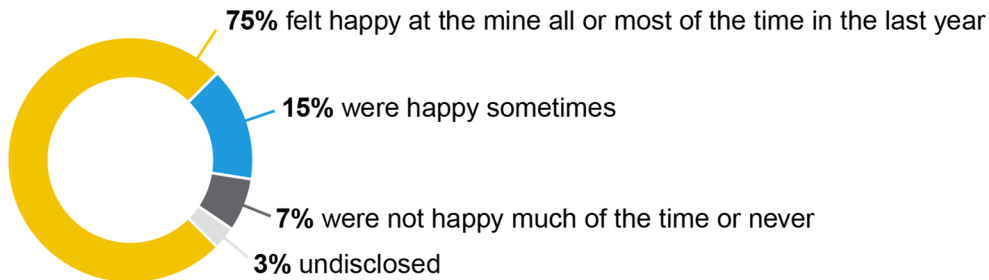 75% felt happy at the mine all or most of the time in the last year
15% were happy sometimes
7% were not happy much of the time or never
3% undisclosed